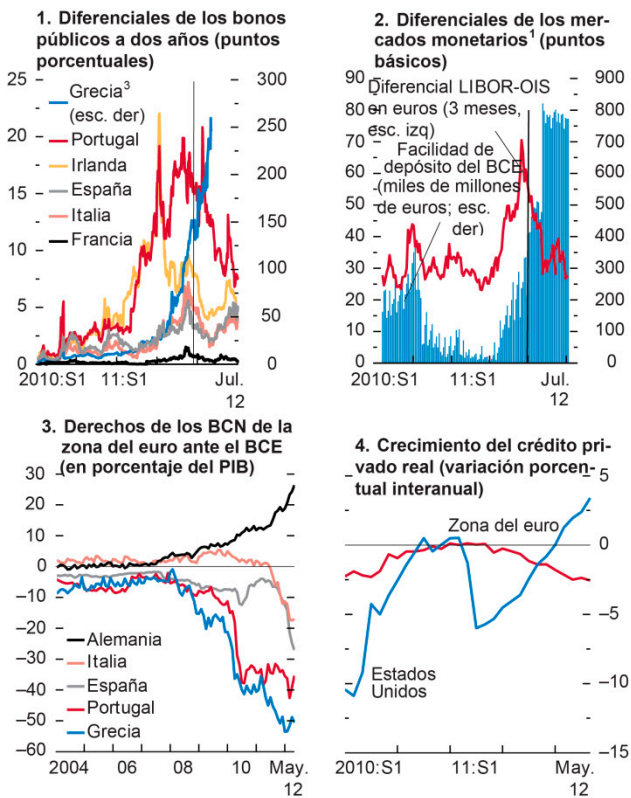 1. Diferenciales de los bonos
públicos a dos años (puntos
porcentuales)
25
20
15
10
5
0
300
250
200
150
100
50
0
Grecia³
(esc. der)
Portugal
Irlanda
España
Italia
Francia
2010:S1
11:S1
Jul.
12
2. Diferenciales de los mer-
cados monetarios¹ (puntos
básicos)
90
80
70
60
50
40
30
20
10
0
900
800
700
600
500
400
300
200
100
0
Diferencial LIBOR-OIS
en euros (3 meses,
esc. izq)
Facilidad de
depósito del BCE
(miles de millones
de euros; esc.
der)
2010:S1
11:S1
Jul.
12
3. Derechos de los BCN de la
zona del euro ante el BCE
(en porcentaje del PIB)
30
20
10
0
−10
−20
−30
−40
−50
−60
Alemania
Italia
España
Portugal
Grecia
2004
06
08
10
May.
12
4. Crecimiento del crédito pri-
vado real (variación porcen-
tual interanual)
5
0
−5
−10
−15
Zona del euro
Estados
Unidos
2010:S1
11:S1
May.
12